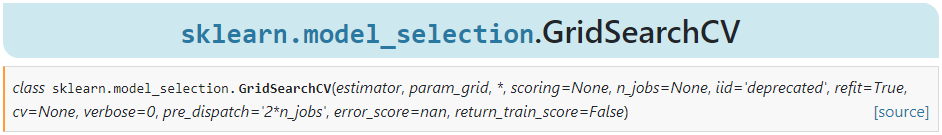 sklearn.model_selection.GridSearchCV
class sklearn.model_selection.GridSearchCV(estimator, param_grid, *, scoring=None, n_jobs=None, iid='deprecated', refit=True,
cv=None, verbose=0, pre_dispatch='2*n_jobs', error_score=nan, return_train_score=False) [source]